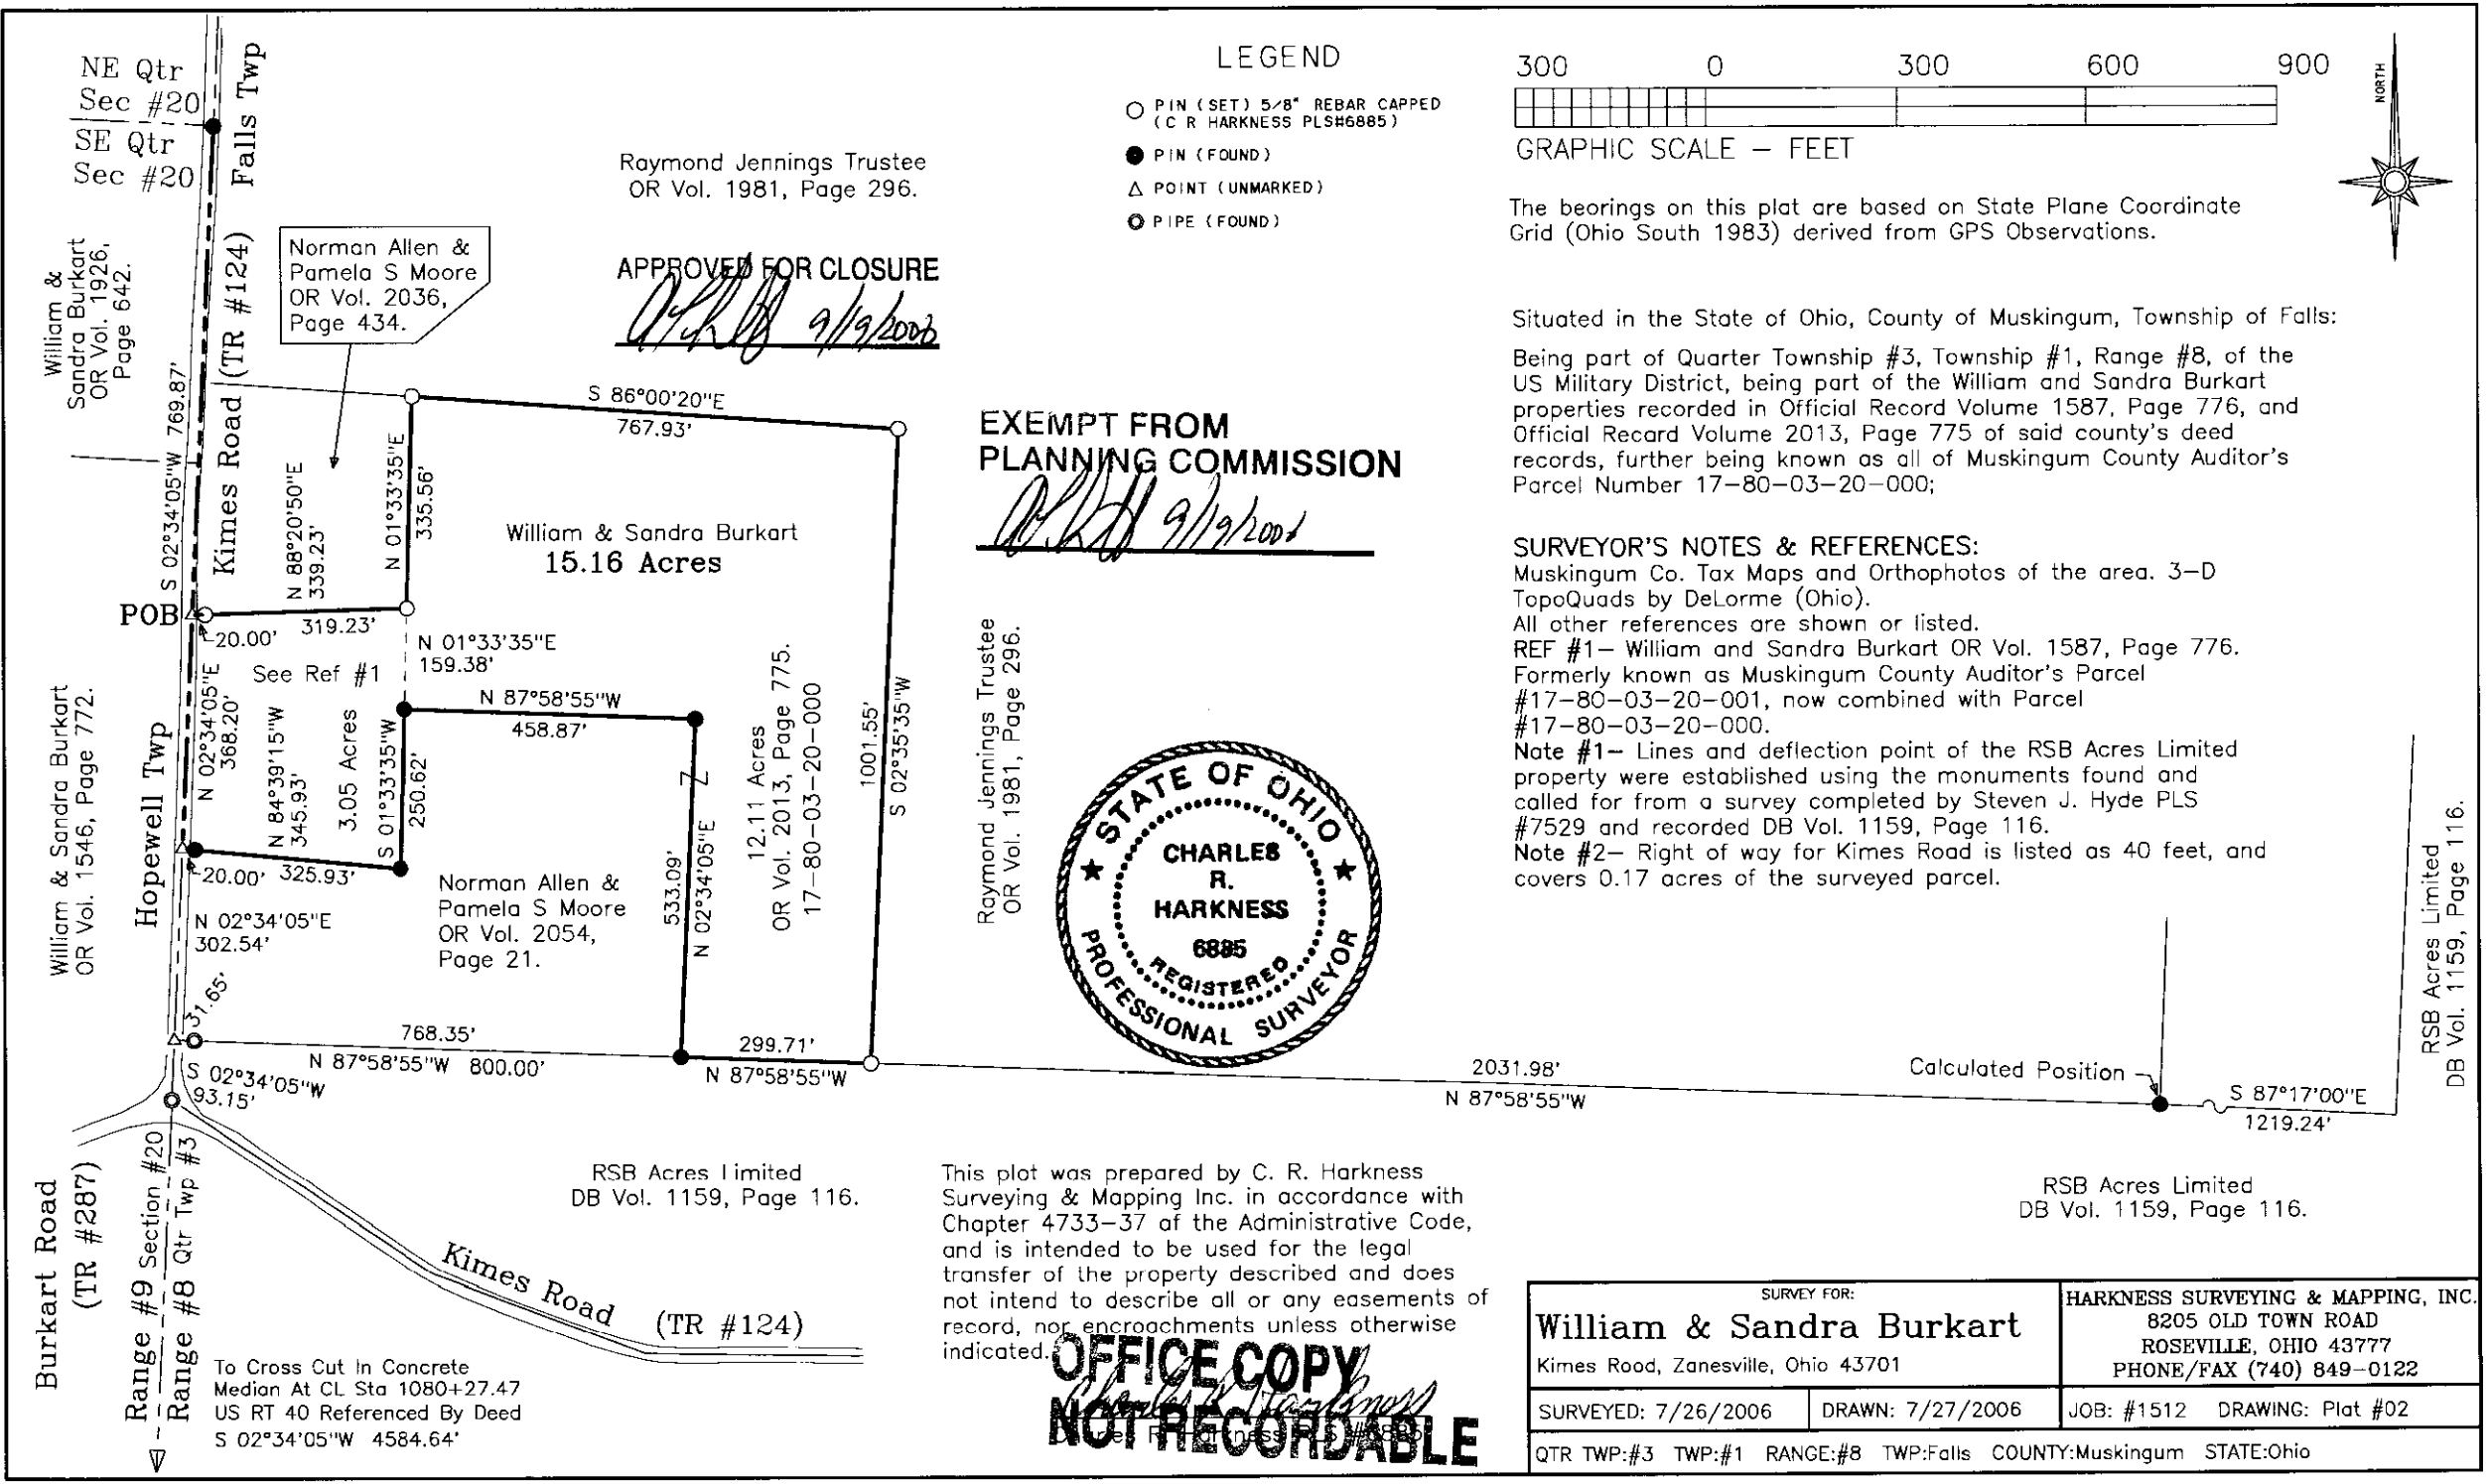 NE Qtr
Sec #20
SE Qtr
Sec #20
Falls Twp
William &
Sandra Burkart
OR Vol. 1926,
Page 642.
Kimes Road (TR #124)
S 02°34'05"W 769.87'
Norman Allen &
Pamela S Moore
OR Vol. 2036,
Page 434.
Raymond Jennings Trustee
OR Vol. 1981, Page 296.
APPROVED FOR CLOSURE
9/19/2006
LEGEND
PIN (SET) 5/8" REBAR CAPPED
(C R HARKNESS PLS#6885)
PIN (FOUND)
POINT (UNMARKED)
PIPE (FOUND)
300 0 300 600 900
GRAPHIC SCALE – FEET
NORTH
The beorings on this plat are based on State Plane Coordinate
Grid (Ohio South 1983) derived from GPS Observations.
Situated in the State of Ohio, County of Muskingum, Township of Falls:
Being part of Quarter Township #3, Township #1, Range #8, of the
US Military District, being part of the William and Sandra Burkart
properties recorded in Official Record Volume 1587, Page 776, and
Official Recard Volume 2013, Page 775 of said county's deed
records, further being known as all of Muskingum County Auditor's
Parcel Number 17–80–03–20–000;
SURVEYOR'S NOTES & REFERENCES:
Muskingum Co. Tax Maps and Orthophotos of the area. 3–D
TopoQuads by DeLorme (Ohio).
All other references are shown or listed.
REF #1– William and Sandra Burkart OR Vol. 1587, Page 776.
Formerly known as Muskingum County Auditor's Parcel
#17–80–03–20–001, now combined with Parcel
#17–80–03–20–000.
Note #1– Lines and deflection point of the RSB Acres Limited
property were established using the monuments found and
called for from a survey completed by Steven J. Hyde PLS
#7529 and recorded DB Vol. 1159, Page 116.
Note #2– Right of way for Kimes Road is listed as 40 feet, and
covers 0.17 acres of the surveyed parcel.
S 86°00'20"E
767.93'
EXEMPT FROM
PLANNING COMMISSION
9/19/2006
N 88°20'50"E
339.23'
N 01°33'35"E
335.56'
William & Sandra Burkart
15.16 Acres
POB
20.00'
319.23'
N 01°33'35"E
159.38'
See Ref #1
N 87°58'55"W
458.87'
William & Sandra Burkart
OR Vol. 1546, Page 772.
Hopewell Twp
N 02°34'05"E
368.20'
N 84°39'15"W
345.93'
3.05 Acres
S 01°33'35"W
250.62'
533.09'
N 02°34'05"E
12.11 Acres
OR Vol. 2013, Page 775.
17–80–03–20–000
1001.55'
S 02°35'35"W
Raymond Jennings Trustee
OR Vol. 1981, Page 296.
STATE OF OHIO
CHARLES
R.
HARKNESS
6885
REGISTERED
PROFESSIONAL SURVEYOR
20.00' 325.93'
Norman Allen &
Pamela S Moore
OR Vol. 2054,
Page 21.
N 02°34'05"E
302.54'
31.65'
768.35'
N 87°58'55"W 800.00'
299.71'
N 87°58'55"W
2031.98'
N 87°58'55"W
Calculated Position
S 87°17'00"E
1219.24'
RSB Acres Limited
DB Vol. 1159, Page 116.
S 02°34'05"W
93.15'
Burkart Road
(TR #287)
Range #9 Section #20
Range #8 Qtr Twp #3
RSB Acres Limited
DB Vol. 1159, Page 116.
Kimes Road (TR #124)
To Cross Cut In Concrete
Median At CL Sta 1080+27.47
US RT 40 Referenced By Deed
S 02°34'05"W 4584.64'
This plot was prepared by C. R. Harkness
Surveying & Mapping Inc. in accordance with
Chapter 4733–37 of the Administrative Code,
and is intended to be used for the legal
transfer of the property described and does
not intend to describe all or any easements of
record, nor encroachments unless otherwise
indicated.
OFFICE COPY
NOT RECORDABLE
Charles R Harkness
RSB Acres Limited
DB Vol. 1159, Page 116.
SURVEY FOR:
William & Sandra Burkart
Kimes Rood, Zanesville, Ohio 43701
HARKNESS SURVEYING & MAPPING, INC.
8205 OLD TOWN ROAD
ROSEVILLE, OHIO 43777
PHONE/FAX (740) 849–0122
SURVEYED: 7/26/2006 DRAWN: 7/27/2006 JOB: #1512 DRAWING: Plat #02
QTR TWP:#3 TWP:#1 RANGE:#8 TWP:Falls COUNTY:Muskingum STATE:Ohio